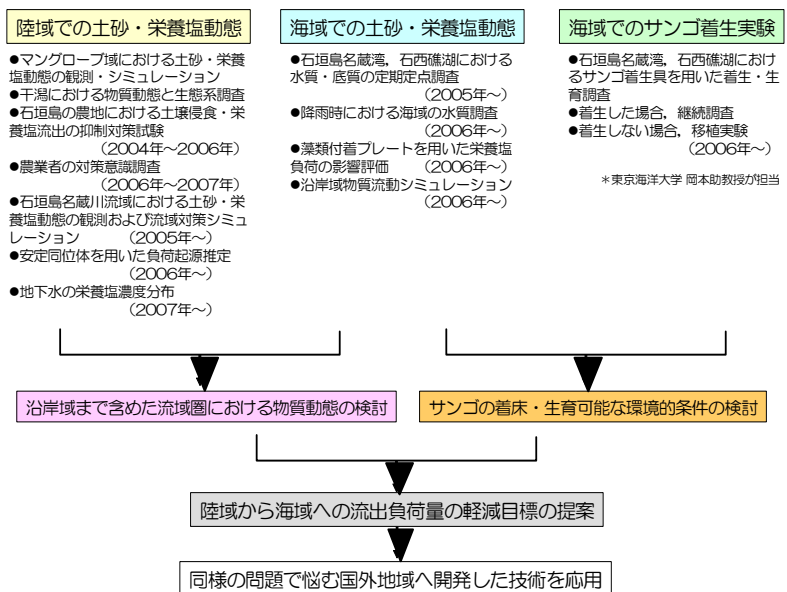 陸域での土砂・栄養塩動態
●マングローブ域における土砂・栄養
塩動態の観測・シミュレーション
●干潟における物質動態と生態系調査
●石垣島の農地における土壌侵食・栄
養塩流出の抑制対策試験
(2004年～2006年)
●農業者の対策意識調査
(2006年～2007年)
●石垣島名蔵川流域における土砂・栄
養塩動態の観測および流域対策シミュ
レーション (2005年～)
●安定同位体を用いた負荷起源推定
(2006年～)
●地下水の栄養塩濃度分布
(2007年～)
海域での土砂・栄養塩動態
●石垣島名蔵湾，石西礁湖における
水質・底質の定期定点調査
(2005年～)
●降雨時における海域の水質調査
(2006年～)
●藻類付着プレートを用いた栄養塩
負荷の影響評価 (2006年～)
●沿岸域物質流動シミュレーション
(2006年～)
海域でのサンゴ着生実験
●石垣島名蔵湾，石西礁湖におけ
るサンゴ着生具を用いた着生・生
育調査
●着生した場合，継続調査
●着生しない場合，移植実験
(2006年～)
＊東京海洋大学 岡本助教授が担当
沿岸域まで含めた流域圏における物質動態の検討
サンゴの着床・生育可能な環境的条件の検討
陸域から海域への流出負荷量の軽減目標の提案
同様の問題で悩む国外地域へ開発した技術を応用